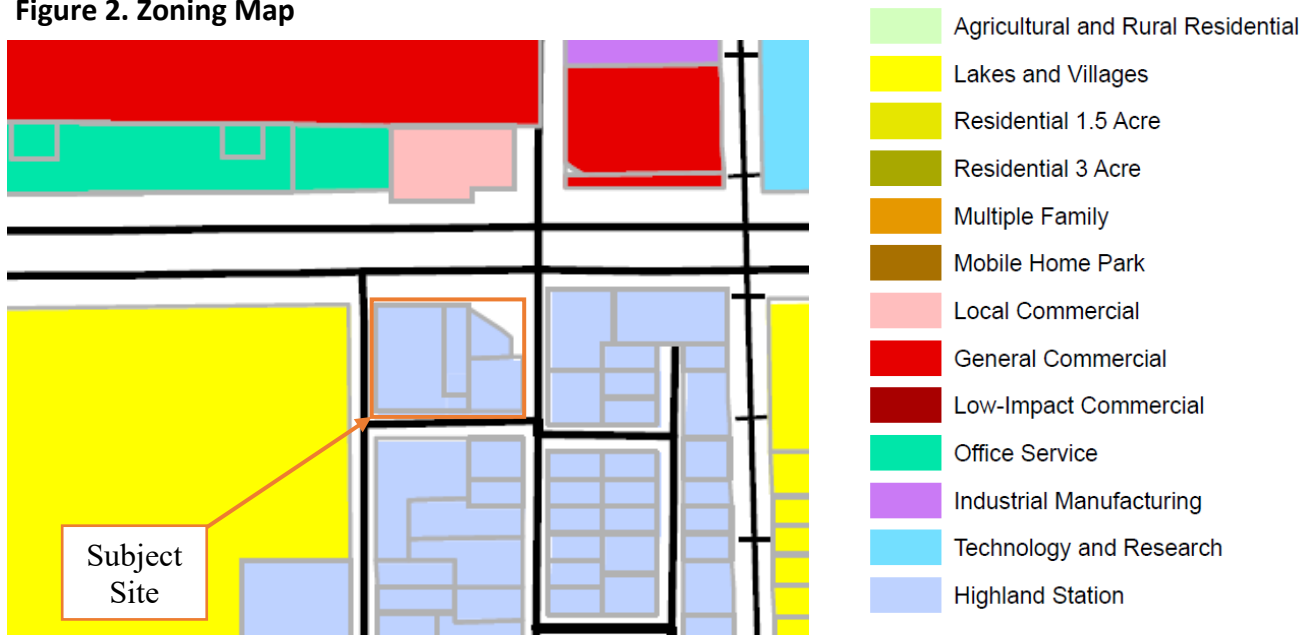 Figure 2. Zoning Map
Agricultural and Rural Residential
Lakes and Villages
Residential 1.5 Acre
Residential 3 Acre
Multiple Family
Mobile Home Park
Local Commercial
General Commercial
Low-Impact Commercial
Office Service
Industrial Manufacturing
Technology and Research
Highland Station
Subject
Site